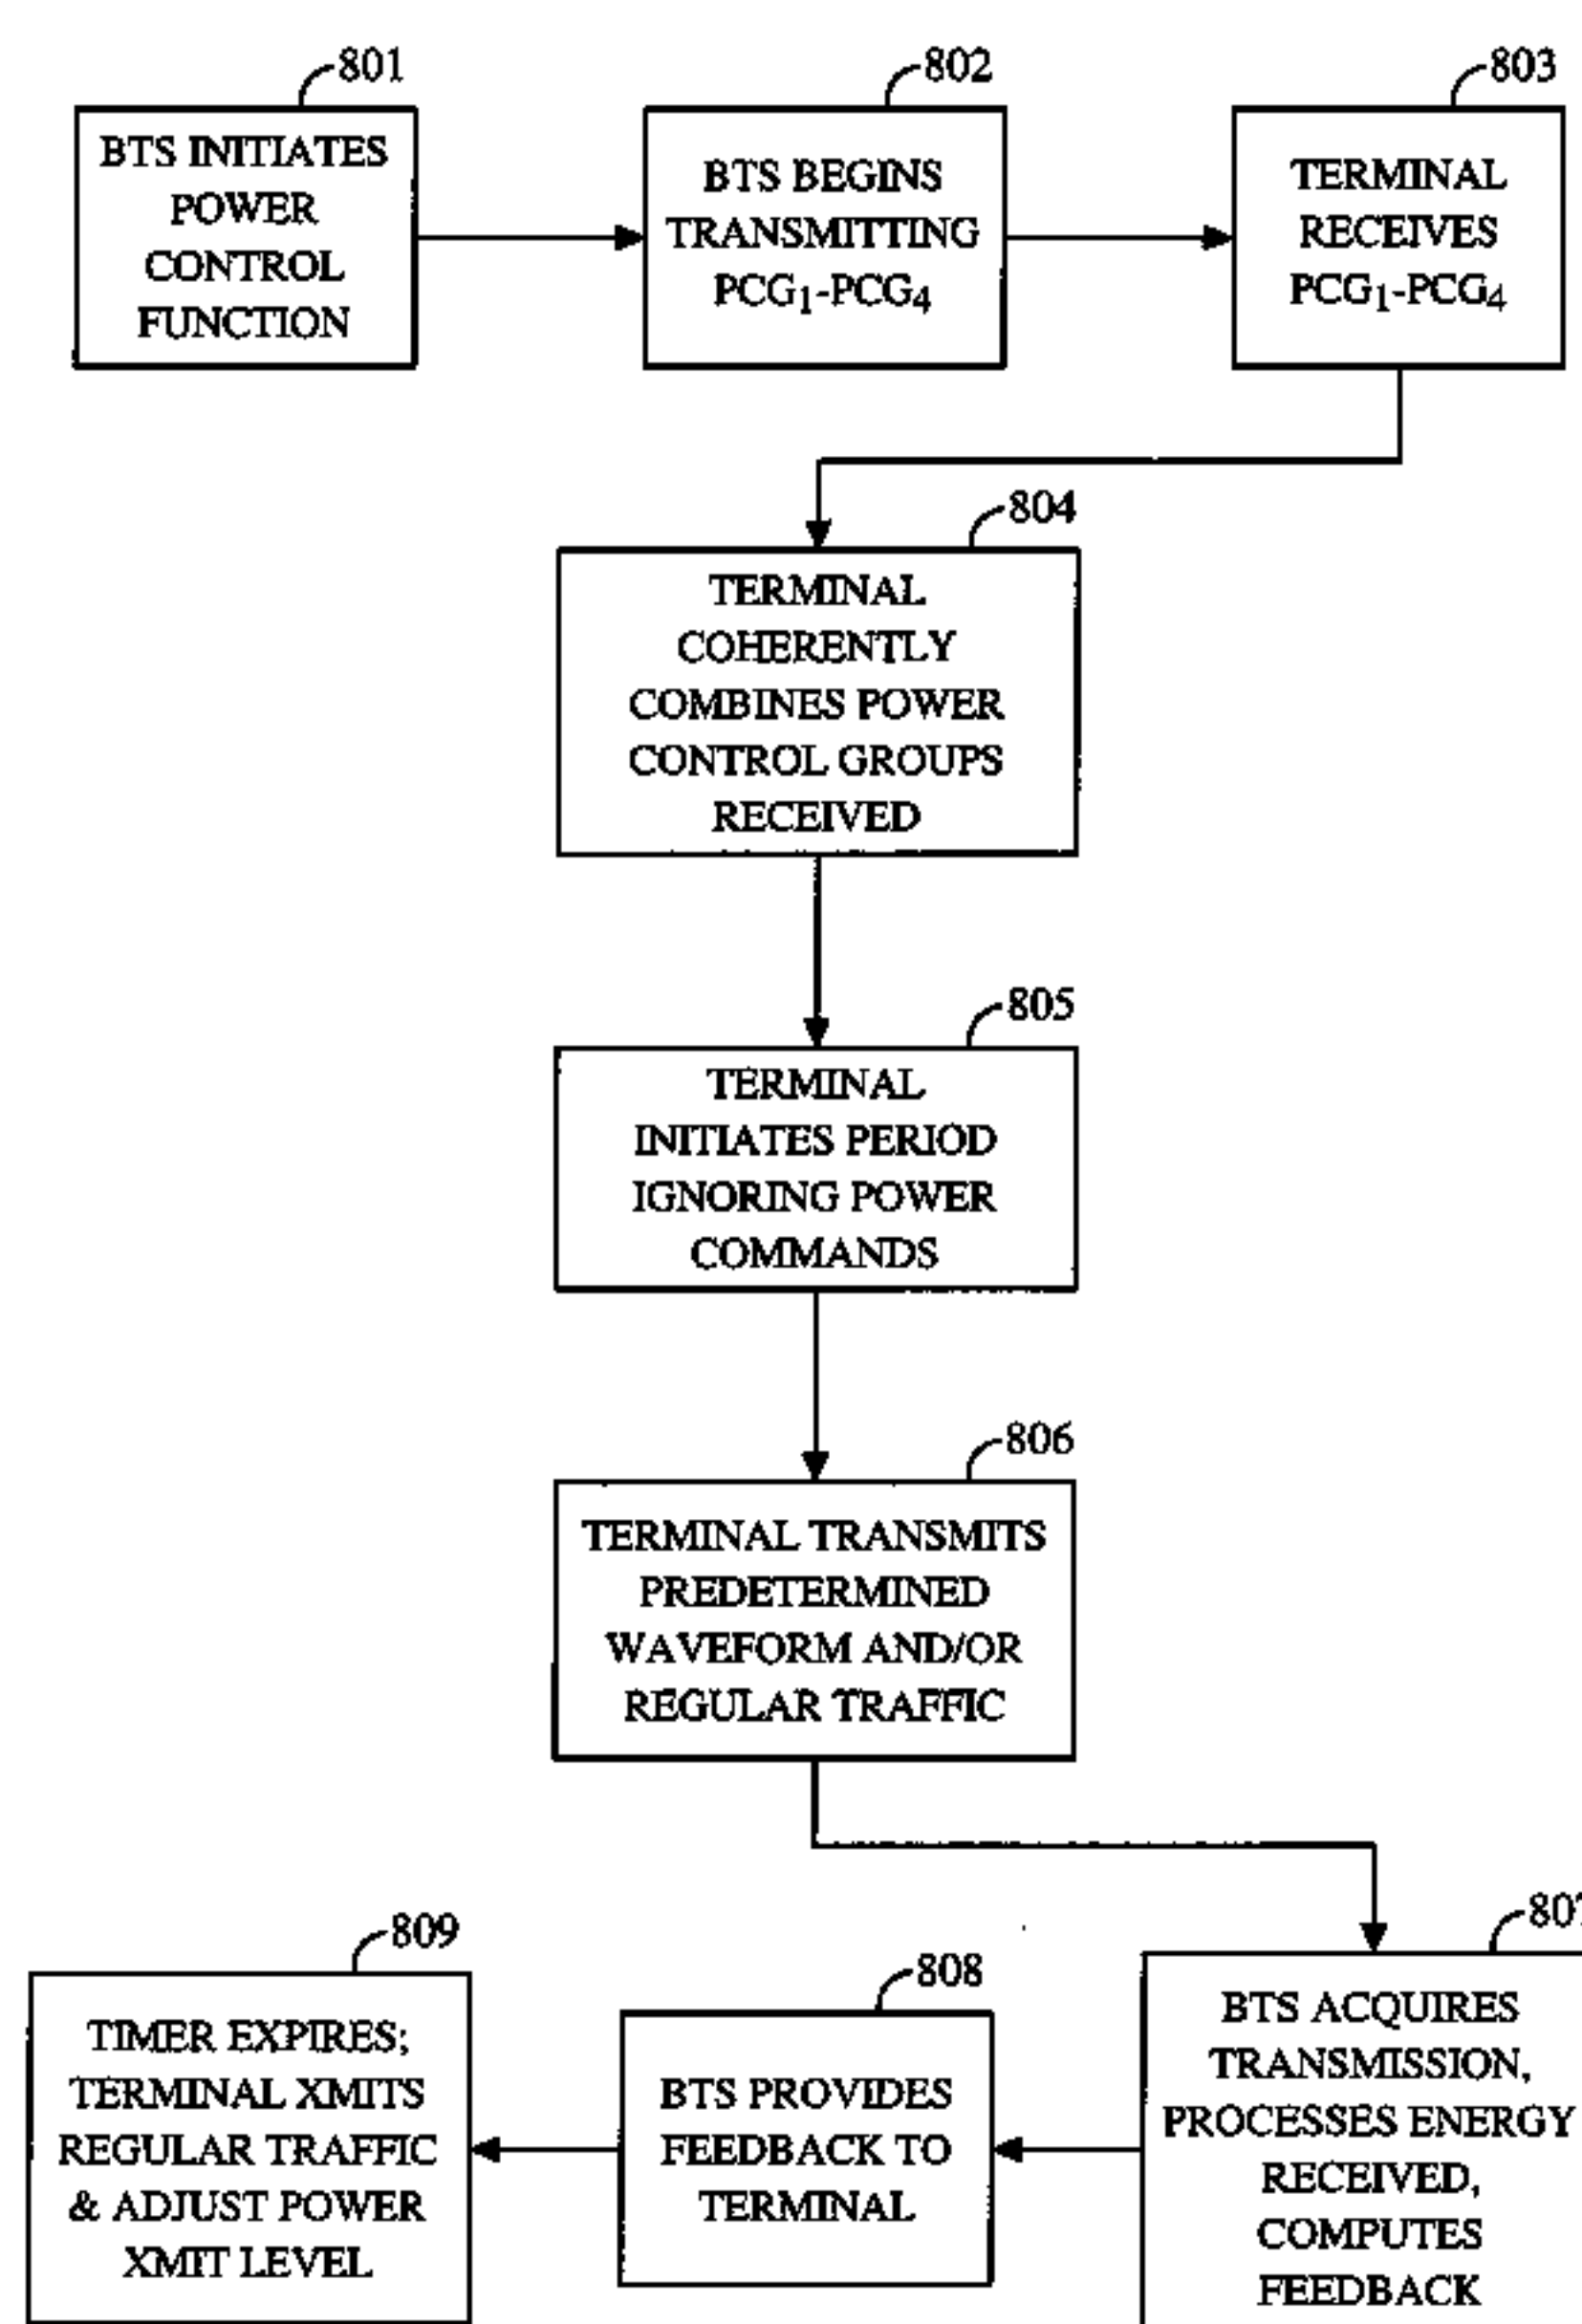 801
BTS INITIATES
POWER
CONTROL
FUNCTION
802
BTS BEGINS
TRANSMITTING
PCG1-PCG4
803
TERMINAL
RECEIVES
PCG1-PCG4
804
TERMINAL
COHERENTLY
COMBINES POWER
CONTROL GROUPS
RECEIVED
805
TERMINAL
INITIATES PERIOD
IGNORING POWER
COMMANDS
806
TERMINAL TRANSMITS
PREDETERMINED
WAVEFORM AND/OR
REGULAR TRAFFIC
807
BTS ACQUIRES
TRANSMISSION,
PROCESSES ENERGY
RECEIVED,
COMPUTES
FEEDBACK
808
BTS PROVIDES
FEEDBACK TO
TERMINAL
809
TIMER EXPIRES;
TERMINAL XMITS
REGULAR TRAFFIC
& ADJUST POWER
XMIT LEVEL